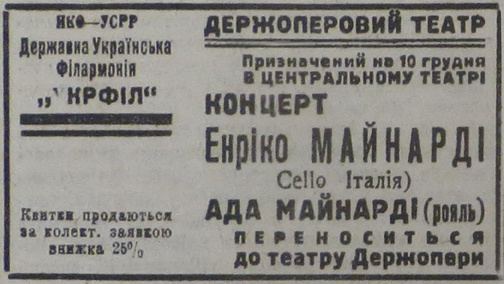 НКО—УСРР
Державна Українська
Філармонія
„УКРФІЛ“
Квитки продаються
за колект. заявкою
знижка 25%
ДЕРЖОПЕРОВИЙ ТЕАТР
Призначений на 10 грудня
В ЦЕНТРАЛЬНОМУ ТЕАТРІ
КОНЦЕРТ
Енріко МАЙНАРДІ
Cello Італія)
АДА МАЙНАРДІ (рояль)
ПЕРЕНОСИТЬСЯ
до театру Держопери